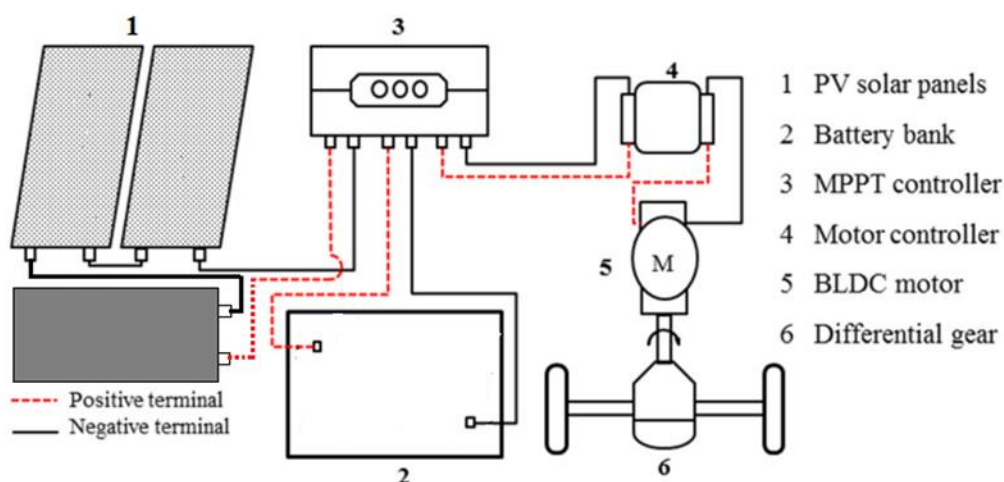 1
3
4
1 PV solar panels
2 Battery bank
3 MPPT controller
4 Motor controller
5 BLDC motor
6 Differential gear
5
M
Positive terminal
Negative terminal
2
6